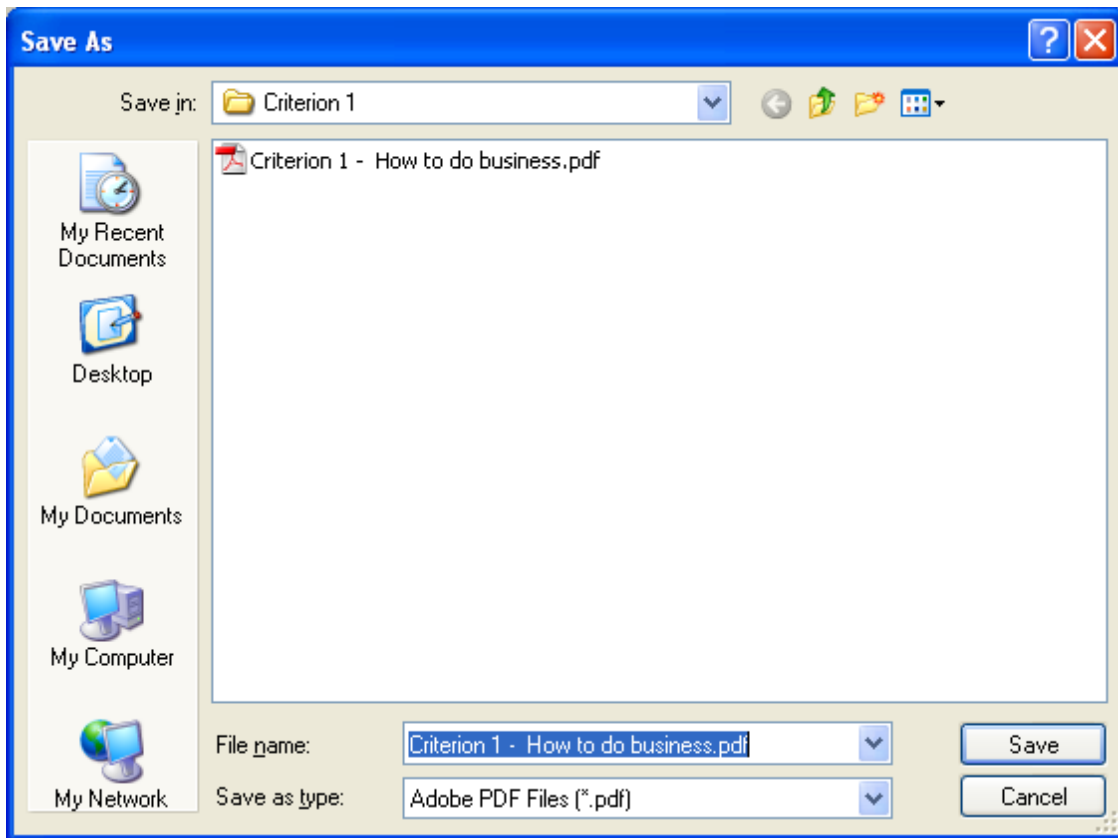 Save As
Save in:
Criterion 1
My Recent
Documents
Desktop
My Documents
My Computer
My Network
Criterion 1 -  How to do business.pdf
File name:
Criterion 1 -  How to do business.pdf
Save
Save as type:
Adobe PDF Files (*.pdf)
Cancel